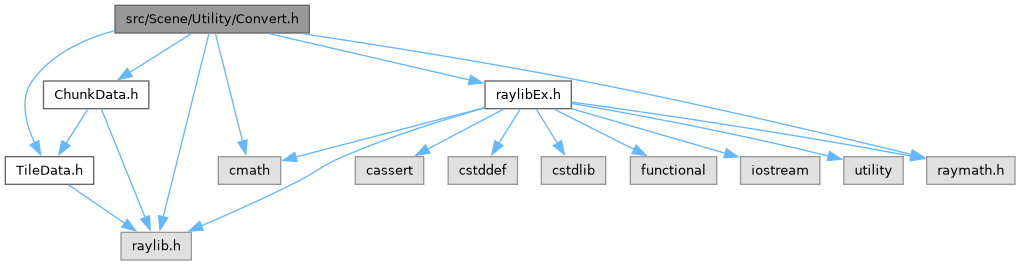 src/Scene/Utility/Convert.h
ChunkData.h
raylibEx.h
TileData.h
cmath
cassert
cstddef
cstdlib
functional
iostream
utility
raymath.h
raylib.h